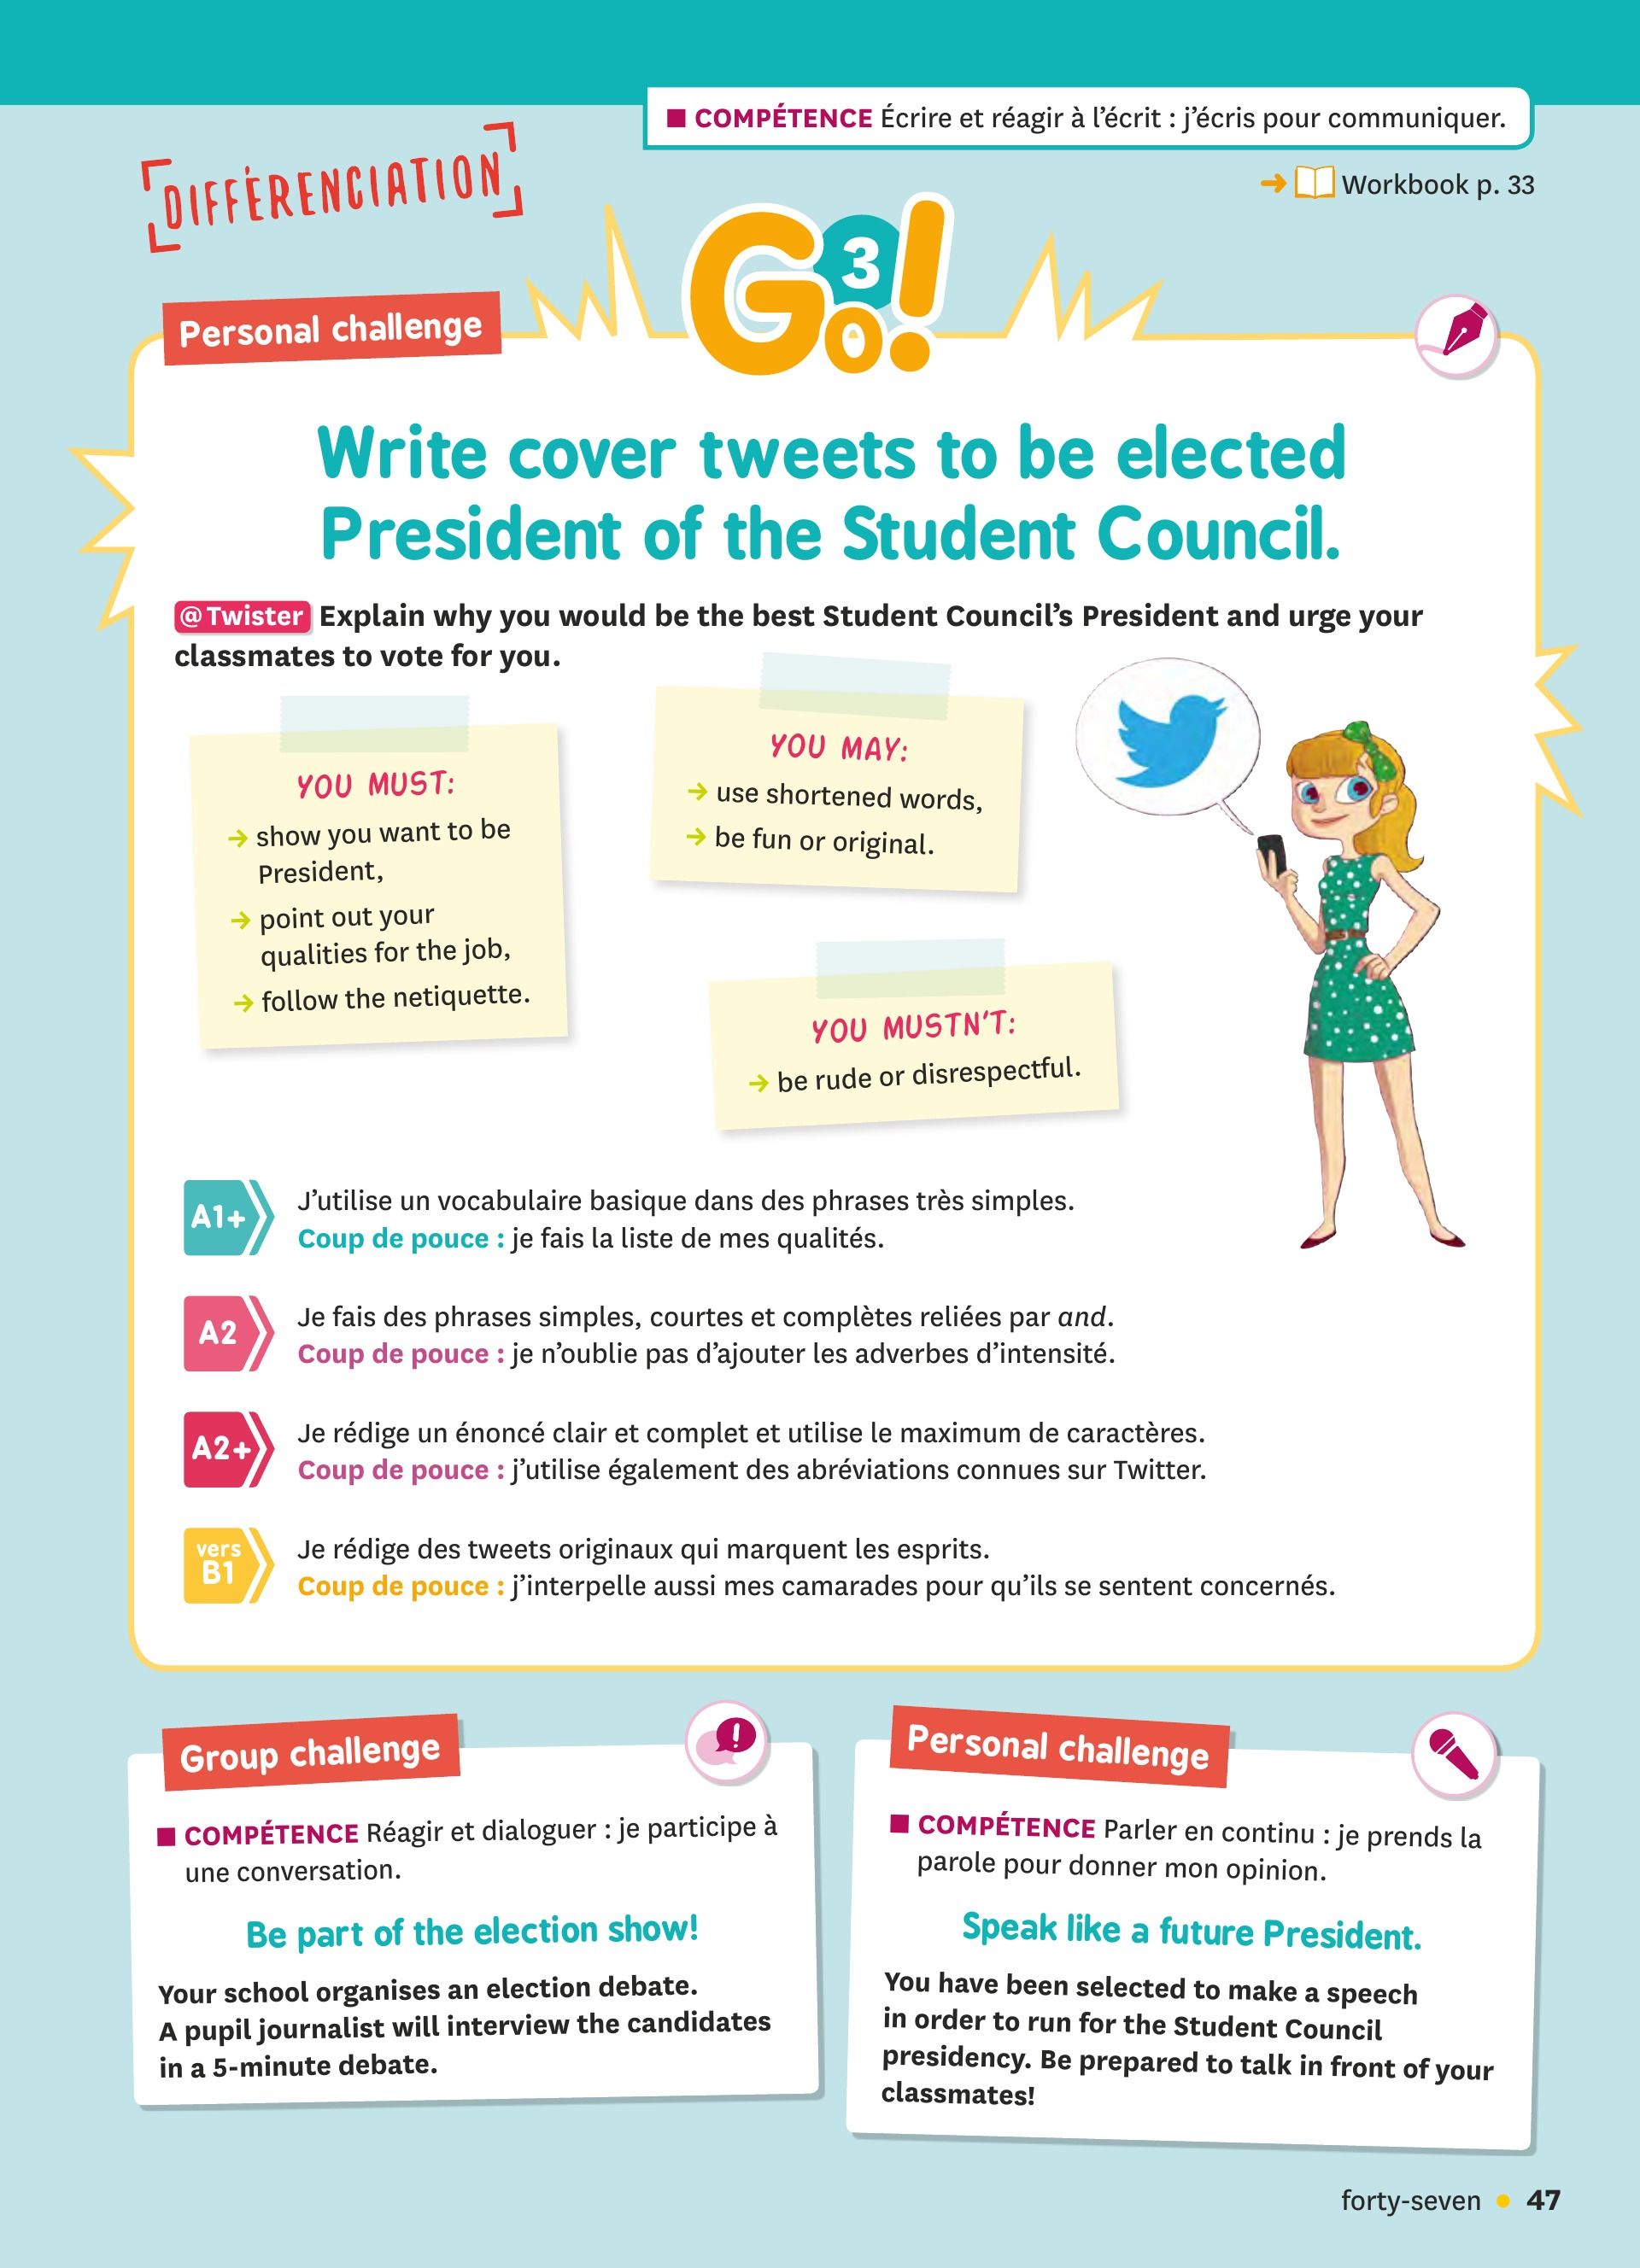 ■ COMPÉTENCE Écrire et réagir à l'écrit : j'écris pour communiquer.
DIFFÉRENCIATION
➜ Workbook p. 33
Go! 3
Personal challenge
Write cover tweets to be elected
President of the Student Council.
@Twister Explain why you would be the best Student Council's President and urge your
classmates to vote for you.
YOU MUST:
→ show you want to be
President,
→ point out your
qualities for the job,
→ follow the netiquette.
YOU MAY:
→ use shortened words,
→ be fun or original.
YOU MUSTN'T:
→ be rude or disrespectful.
A1+
J'utilise un vocabulaire basique dans des phrases très simples.
Coup de pouce : je fais la liste de mes qualités.
A2
Je fais des phrases simples, courtes et complètes reliées par and.
Coup de pouce : je n'oublie pas d'ajouter les adverbes d'intensité.
A2+
Je rédige un énoncé clair et complet et utilise le maximum de caractères.
Coup de pouce : j'utilise également des abréviations connues sur Twitter.
vers
B1
Je rédige des tweets originaux qui marquent les esprits.
Coup de pouce : j'interpelle aussi mes camarades pour qu'ils se sentent concernés.
Group challenge
!
■ COMPÉTENCE Réagir et dialoguer : je participe à
une conversation.
Be part of the election show!
Your school organises an election debate.
A pupil journalist will interview the candidates
in a 5-minute debate.
Personal challenge
■ COMPÉTENCE Parler en continu : je prends la
parole pour donner mon opinion.
Speak like a future President.
You have been selected to make a speech
in order to run for the Student Council
presidency. Be prepared to talk in front of your
classmates!
forty-seven • 47